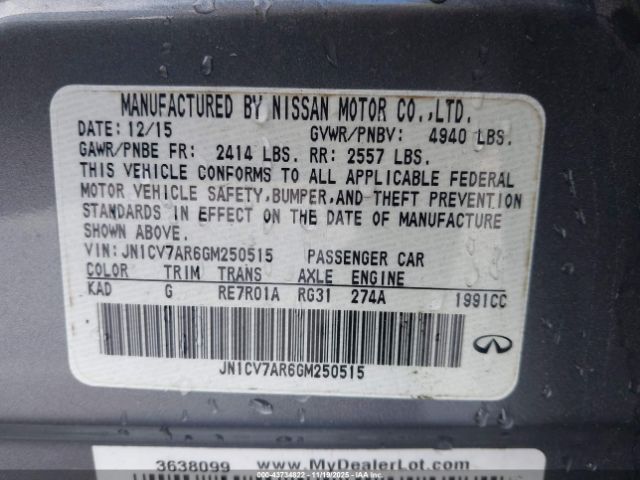 MANUFACTURED BY NISSAN MOTOR CO.,LTD.
DATE: 12/15 GVWR/PNBV: 4940 LBS.
GAWR/PNBE FR: 2414 LBS. RR: 2557 LBS.
THIS VEHICLE CONFORMS TO ALL APPLICABLE FEDERAL
MOTOR VEHICLE SAFETY,BUMPER,AND THEFT PREVENTION
STANDARDS IN EFFECT ON THE DATE OF MANUFACTURE
SHOWN ABOVE.
VIN: JN1CV7AR6GM250515 PASSENGER CAR
COLOR TRIM TRANS AXLE ENGINE
KAD G RE7R01A RG31 274A 1991CC
JN1CV7AR6GM250515
3638099 www.MyDealerLot.com
© 43734822 — 11/19/2025 — IAAI.COM